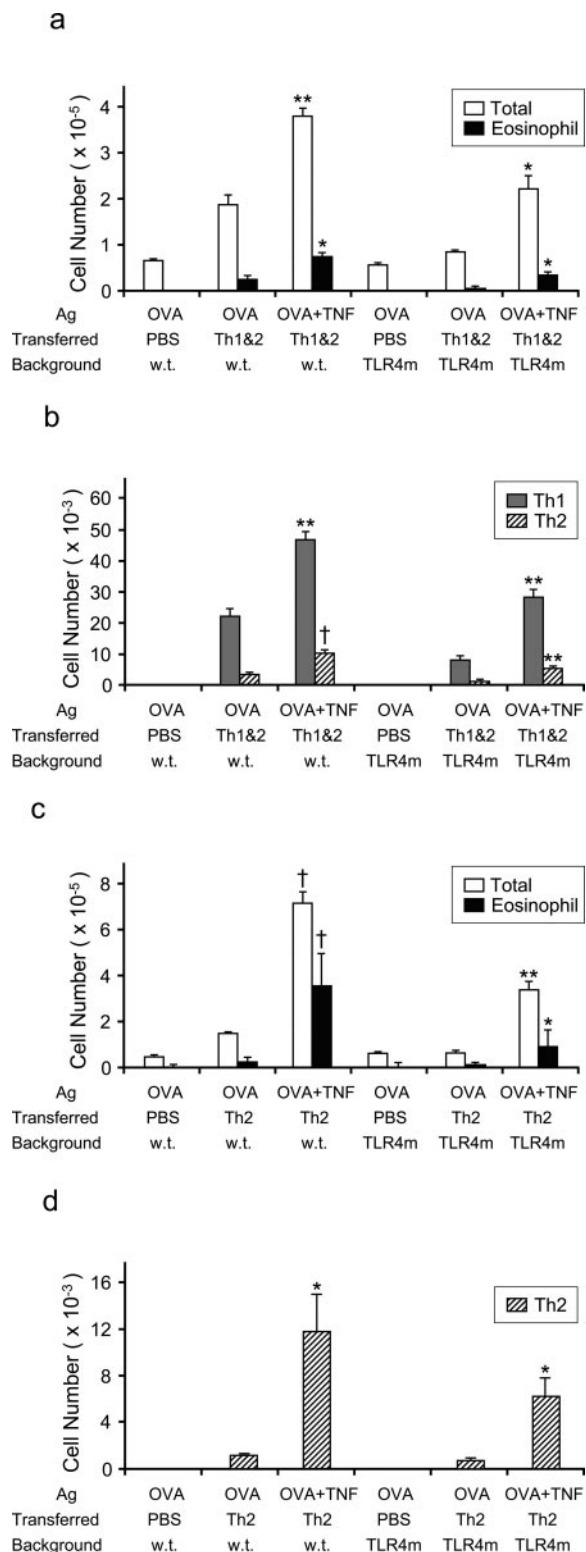 a
Cell Number ( x 10⁻⁵ )
4
3
2
1
0
Total
Eosinophil
**
*
*
*
Ag OVA OVA OVA+TNF OVA OVA OVA+TNF
Transferred PBS Th1&2 Th1&2 PBS Th1&2 Th1&2
Background w.t. w.t. w.t. TLR4m TLR4m TLR4m
b
Cell Number ( x 10⁻³ )
60
50
40
30
20
10
0
Th1
Th2
**
†
**
**
Ag OVA OVA OVA+TNF OVA OVA OVA+TNF
Transferred PBS Th1&2 Th1&2 PBS Th1&2 Th1&2
Background w.t. w.t. w.t. TLR4m TLR4m TLR4m
c
Cell Number ( x 10⁻⁵ )
8
6
4
2
0
Total
Eosinophil
†
†
**
*
Ag OVA OVA OVA+TNF OVA OVA OVA+TNF
Transferred PBS Th2 Th2 PBS Th2 Th2
Background w.t. w.t. w.t. TLR4m TLR4m TLR4m
d
Cell Number ( x 10⁻³ )
16
12
8
4
0
Th2
*
*
Ag OVA OVA OVA+TNF OVA OVA OVA+TNF
Transferred PBS Th2 Th2 PBS Th2 Th2
Background w.t. w.t. w.t. TLR4m TLR4m TLR4m